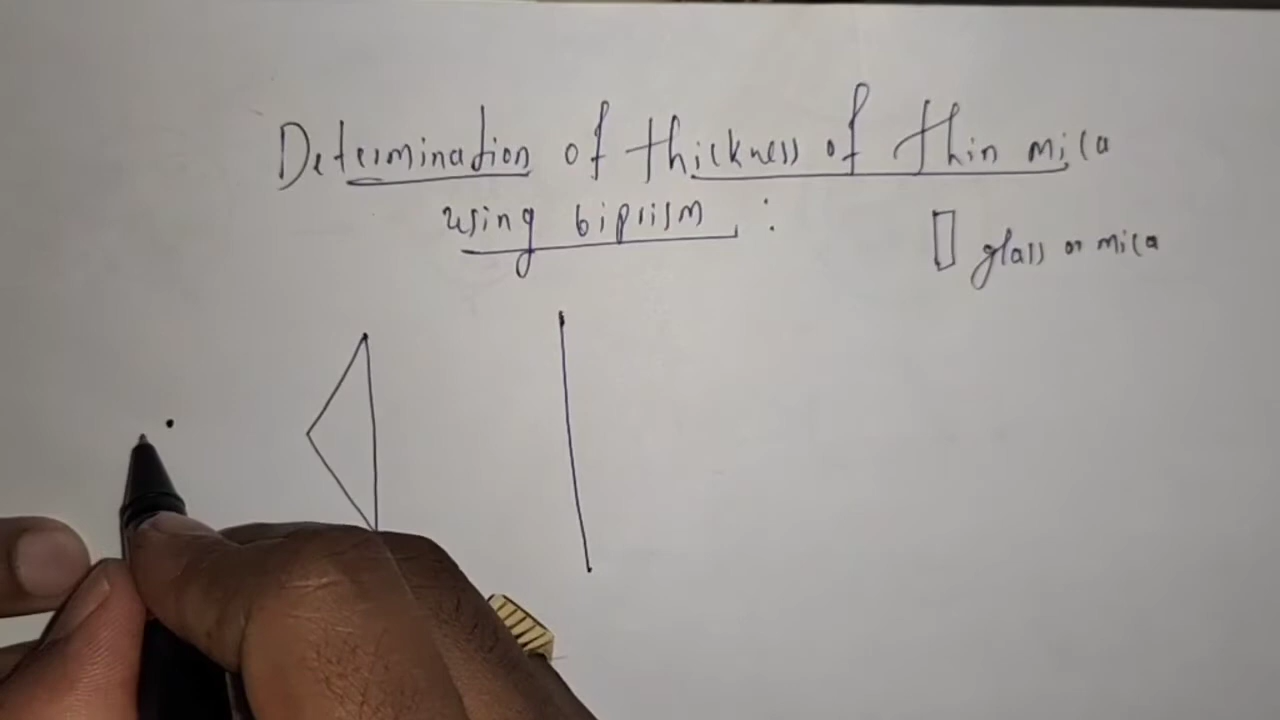 Determination of thickness of thin mica
using biprism :
glass or mica